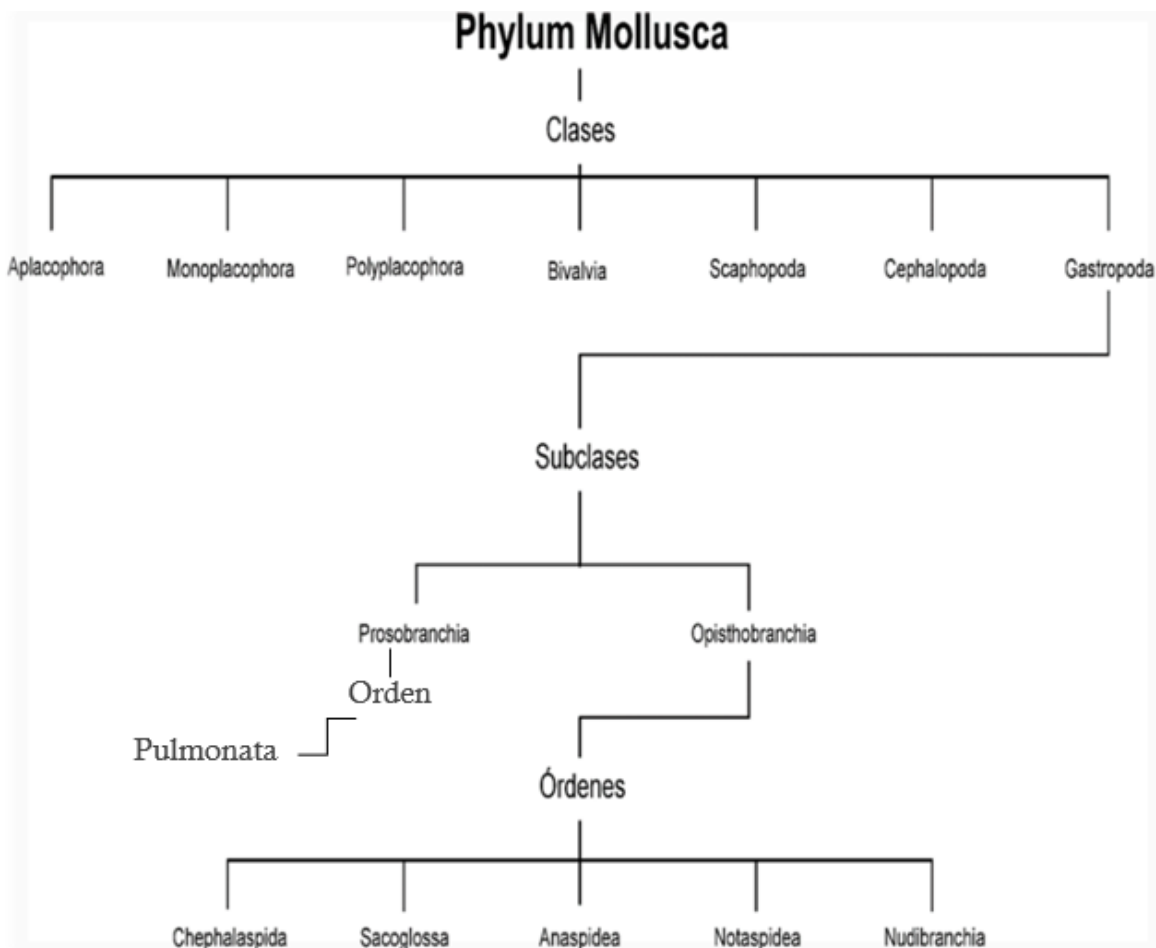 Phylum Mollusca
Clases
Aplacophora Monoplacophora Polyplacophora Bivalvia Scaphopoda Cephalopoda Gastropoda
Subclases
Prosobranchia Opisthobranchia
Orden
Pulmonata
Órdenes
Chephalaspida Sacoglossa Anaspidea Notaspidea Nudibranchia